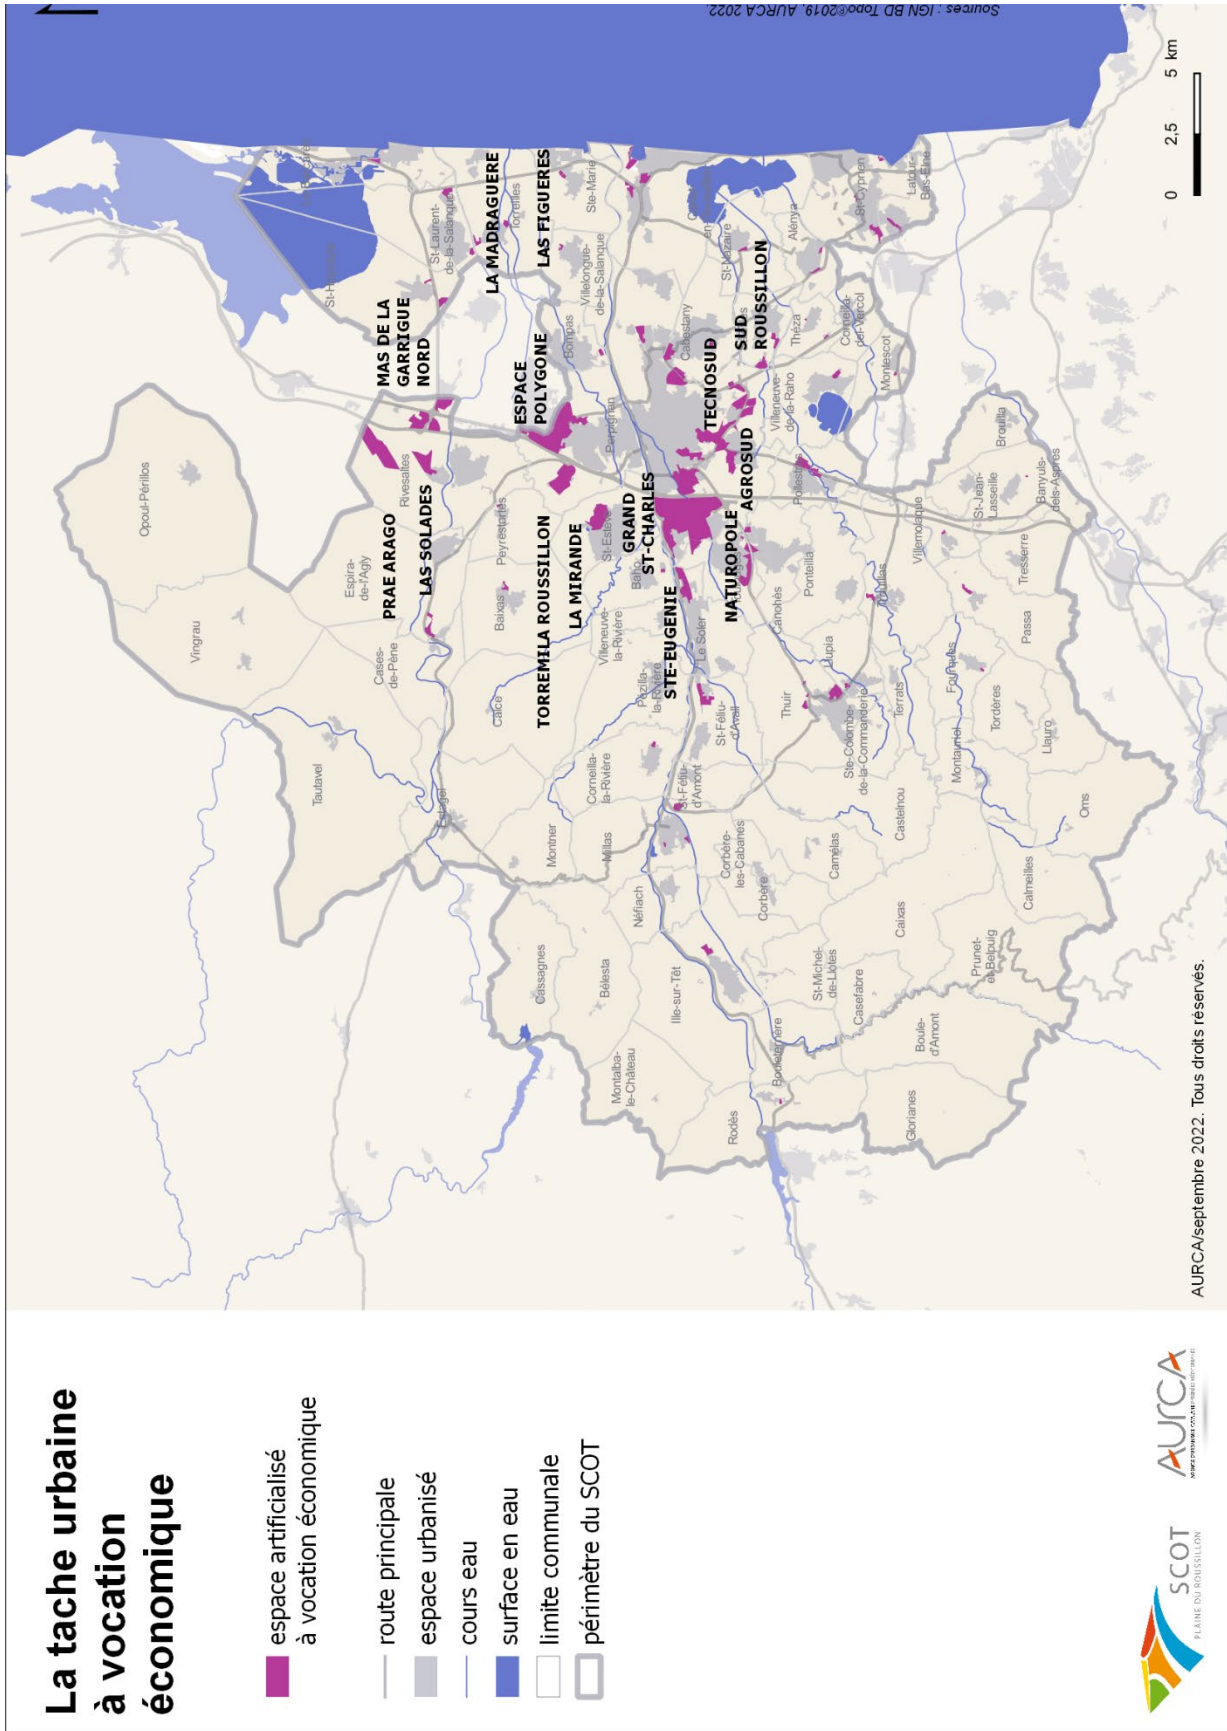 La tache urbaine
à vocation
économique
espace artificialisé
à vocation économique
route principale
espace urbanisé
cours eau
surface en eau
limite communale
périmètre du SCOT
SCOT
PLAINE DU ROUSSILLON
AURCA
Sources : IGN BD Topo®2019, AURCA 2022.
AURCA/septembre 2022. Tous droits réservés.
0
2,5
5 km
Opoul-Périllos
Vingrau
Tautavel
Espira-
de-l'Agly
Cases-
de-Pène
Rivesaltes
PRAE ARAGO
LAS SOLADES
MAS DE LA
GARRIGUE
NORD
St-Laurent-
de-la-Salanque
LA MADRAGUERE
Torreilles
LAS FIGUERES
Ste-Marie
Villelongue-
de-la-Salanque
Bompas
ESPACE
POLYGONE
Perpignan
Peyrestortes
Baixas
Calce
Estagel
Montner
TORREMILA ROUSSILLON
LA MIRANDE
St-Estève
GRAND
ST-CHARLES
Baho
Villeneuve-
la-Rivière
Pézilla-
la-Rivière
Corneilla-
la-Rivière
Millas
Néfiach
Cassagnes
Bélesta
Ille-sur-Têt
Montalba-
le-Château
Rodès
Bouleternère
STE-EUGENIE
Le Soler
St-Féliu-
d'Avall
St-Féliu-
d'Amont
NATUROPOLE
AGROSUD
TECNOSUD
SUD
ROUSSILLON
Cabestany
St-Nazaire
Alénya
St-Cyprien
Latour-
Bas-Elne
Théza
Corneilla-
del-Vercol
Montescot
Villeneuve-
de-la-Raho
Pollestres
Canohès
Ponteilla
Trouillas
Llupia
Thuir
Ste-Colombe-
de-la-Commanderie
Terrats
Castelnou
Camélas
Corbère-
les-Cabanes
Corbère
St-Michel-
de-Llotes
Casefabre
Boule-
d'Amont
Glorianes
Prunet-
et-Belpuig
Caixas
Calmeilles
Oms
Llauro
Tordères
Montauriol
Fourques
Passa
Tresserre
Villemolaque
St-Jean-
Lasseille
Banyuls-
dels-Aspres
Brouilla